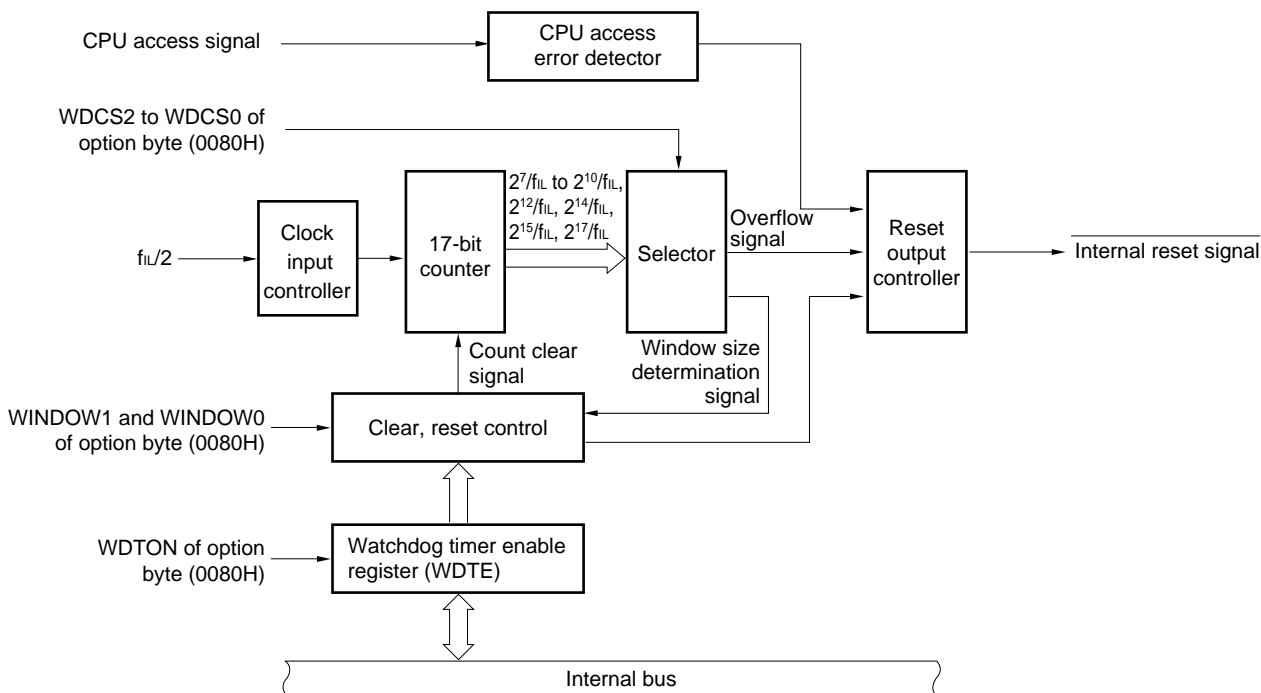 CPU access signal
CPU access
error detector
WDCS2 to WDCS0 of
option byte (0080H)
2⁷/fIL to 2¹⁰/fIL,
2¹²/fIL, 2¹⁴/fIL,
2¹⁵/fIL, 2¹⁷/fIL
fIL/2
Clock
input
controller
17-bit
counter
Selector
Overflow
signal
Reset
output
controller
Internal reset signal
Count clear
signal
Window size
determination
signal
WINDOW1 and WINDOW0
of option byte (0080H)
Clear, reset control
WDTON of option
byte (0080H)
Watchdog timer enable
register (WDTE)
Internal bus